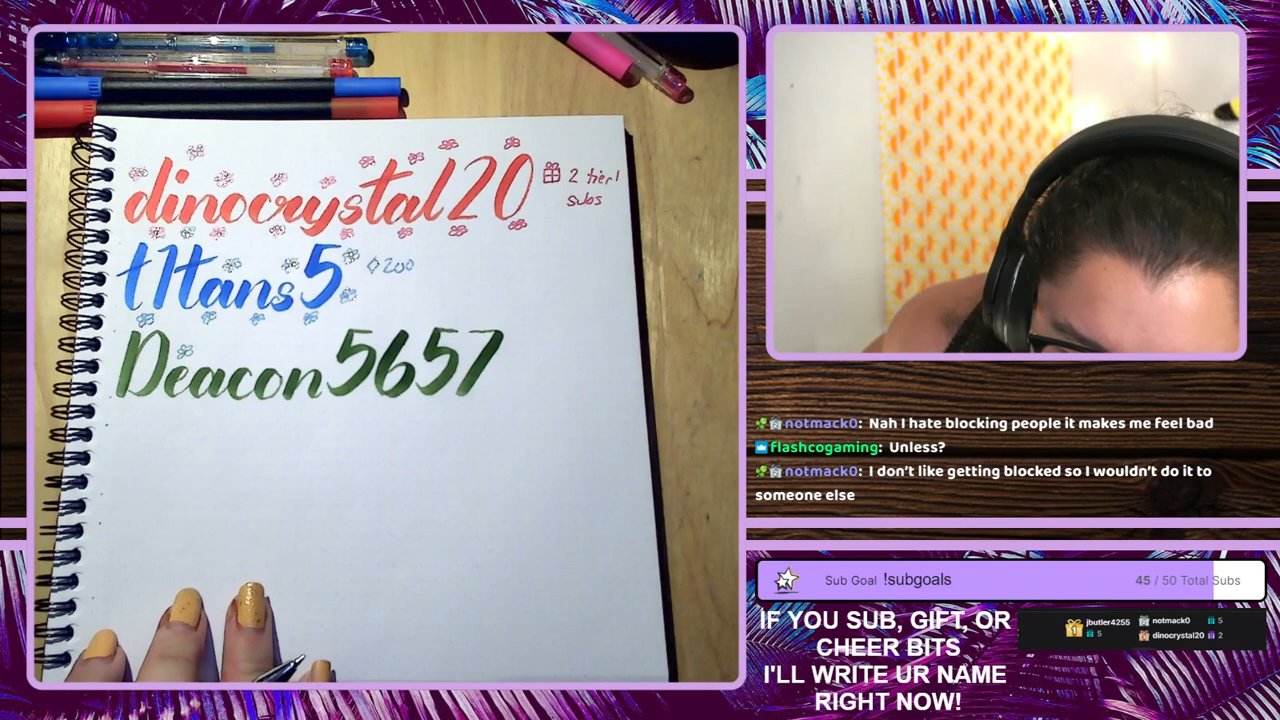 dinocrystal20
2 tier 1
subs
t1tans5
200
Deacon5657
notmack0: Nah I hate blocking people it makes me feel bad
flashcogaming: Unless?
notmack0: I don't like getting blocked so I wouldn't do it to
someone else
Sub Goal !subgoals 45 / 50 Total Subs
IF YOU SUB, GIFT, OR
CHEER BITS
I'LL WRITE UR NAME
RIGHT NOW!
1 jbutler4255 5
notmack0 5
dinocrystal20 2